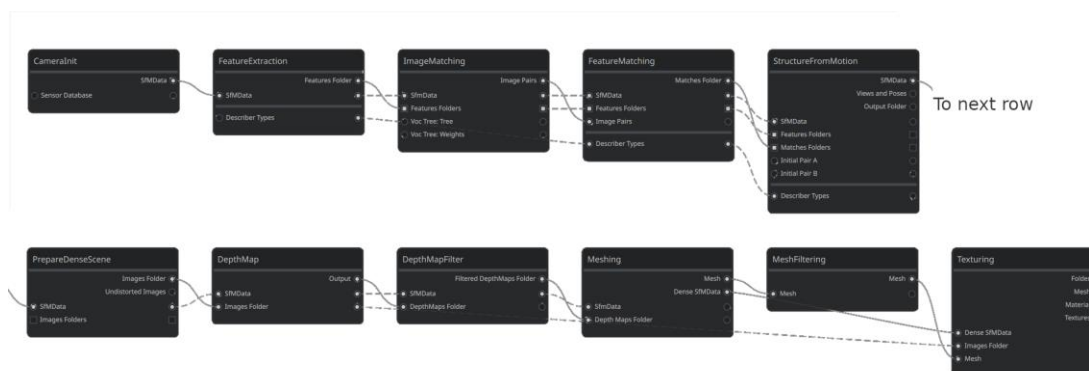 CameraInit
SfMData
Sensor Database
FeatureExtraction
Features Folder
SfMData
Describer Types
ImageMatching
Image Pairs
SfmData
Features Folders
Voc Tree: Tree
Voc Tree: Weights
FeatureMatching
Matches Folder
SfMData
Features Folders
Image Pairs
Describer Types
StructureFromMotion
SfMData
Views and Poses
Output Folder
SfMData
Features Folders
Matches Folders
Initial Pair A
Initial Pair B
Describer Types
To next row
PrepareDenseScene
Images Folder
Undistorted Images
SfMData
Images Folders
DepthMap
Output
SfMData
Images Folder
DepthMapFilter
Filtered DepthMaps Folder
SfMData
DepthMaps Folder
Meshing
Mesh
Dense SfMData
SfmData
Depth Maps Folder
MeshFiltering
Mesh
Mesh
Texturing
Folde
Mesh
Materia
Textures
Dense SfMData
Images Folder
Mesh